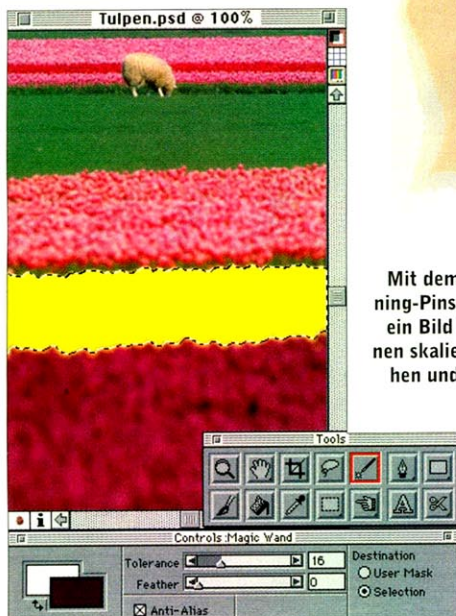 Tulpen.psd @ 100%
Mit dem
ning-Pins
ein Bild
nen skalie
hen und
Tools
Controls :Magic Wand
Tolerance 16
Feather 0
Anti-Alias
Destination
User Mask
Selection